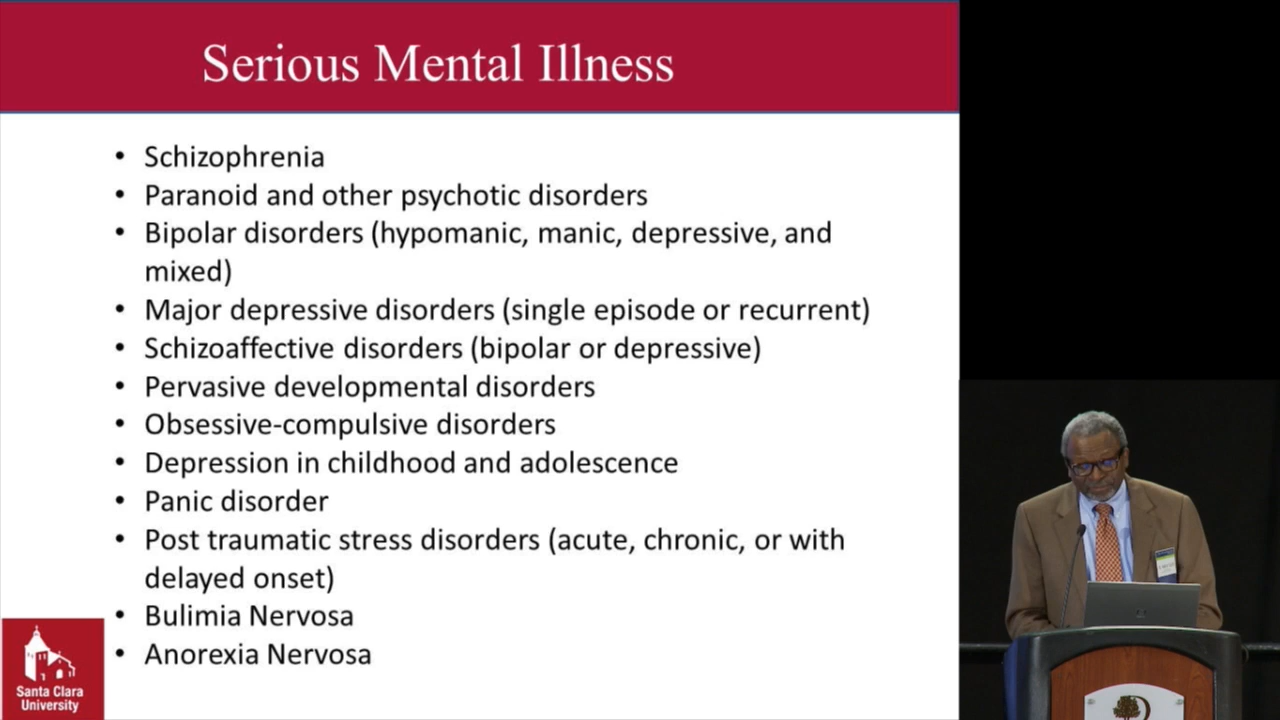 Serious Mental Illness
• Schizophrenia
• Paranoid and other psychotic disorders
• Bipolar disorders (hypomanic, manic, depressive, and
mixed)
• Major depressive disorders (single episode or recurrent)
• Schizoaffective disorders (bipolar or depressive)
• Pervasive developmental disorders
• Obsessive-compulsive disorders
• Depression in childhood and adolescence
• Panic disorder
• Post traumatic stress disorders (acute, chronic, or with
delayed onset)
• Bulimia Nervosa
• Anorexia Nervosa
Santa Clara
University